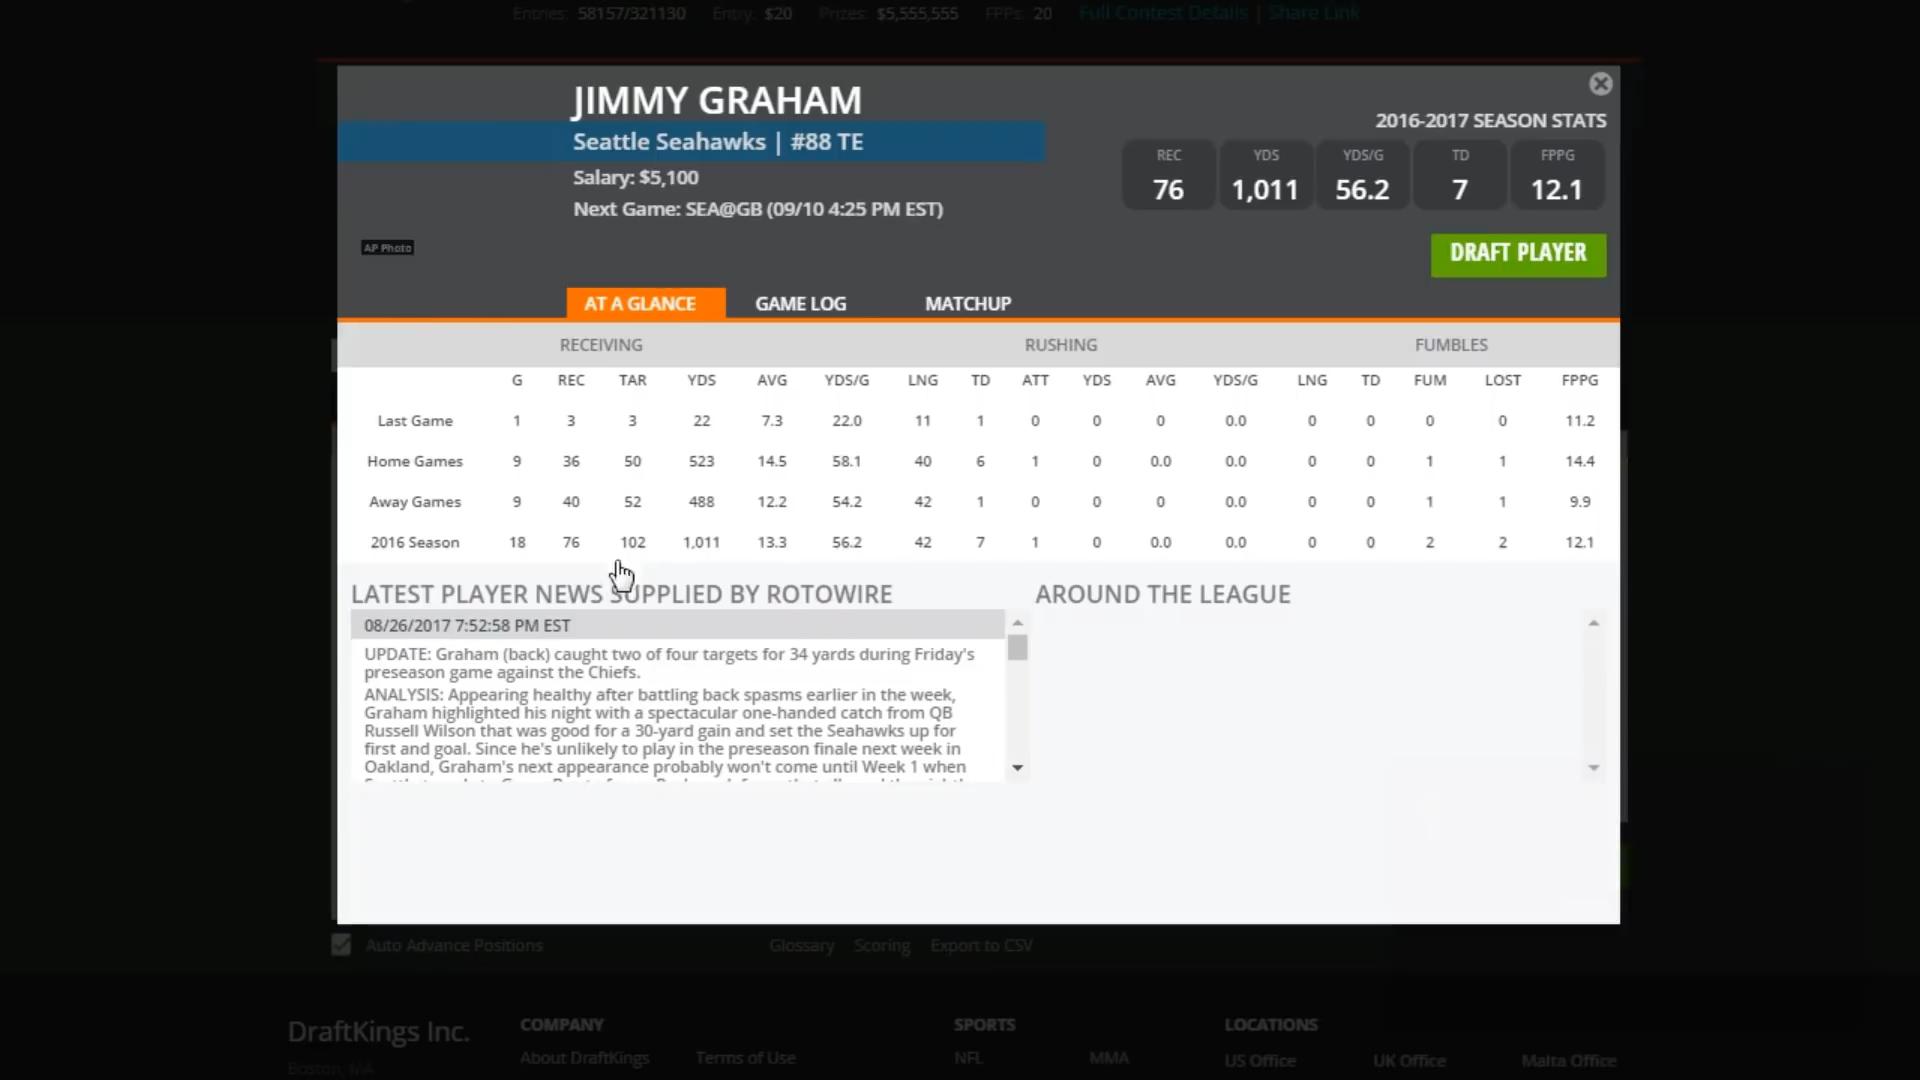 Entries: 58157/321130 Entry: $20 Prizes: $5,555,555 FPPs: 20 Full Contest Details | Share Link
JIMMY GRAHAM
Seattle Seahawks | #88 TE
Salary: $5,100
Next Game: SEA@GB (09/10 4:25 PM EST)
AP Photo
2016-2017 SEASON STATS
REC YDS YDS/G TD FPPG
76 1,011 56.2 7 12.1
DRAFT PLAYER
AT A GLANCE GAME LOG MATCHUP
RECEIVING RUSHING FUMBLES
G REC TAR YDS AVG YDS/G LNG TD ATT YDS AVG YDS/G LNG TD FUM LOST FPPG
Last Game 1 3 3 22 7.3 22.0 11 1 0 0 0 0.0 0 0 0 0 11.2
Home Games 9 36 50 523 14.5 58.1 40 6 1 0 0.0 0.0 0 0 1 1 14.4
Away Games 9 40 52 488 12.2 54.2 42 1 0 0 0 0.0 0 0 1 1 9.9
2016 Season 18 76 102 1,011 13.3 56.2 42 7 1 0 0.0 0.0 0 0 2 2 12.1
LATEST PLAYER NEWS SUPPLIED BY ROTOWIRE
08/26/2017 7:52:58 PM EST
UPDATE: Graham (back) caught two of four targets for 34 yards during Friday's
preseason game against the Chiefs.
ANALYSIS: Appearing healthy after battling back spasms earlier in the week,
Graham highlighted his night with a spectacular one-handed catch from QB
Russell Wilson that was good for a 30-yard gain and set the Seahawks up for
first and goal. Since he's unlikely to play in the preseason finale next week in
Oakland, Graham's next appearance probably won't come until Week 1 when
AROUND THE LEAGUE
Auto Advance Positions Glossary Scoring Export to CSV
DraftKings Inc.
Boston, MA
COMPANY
About DraftKings Terms of Use
SPORTS
NFL MMA
LOCATIONS
US Office UK Office Malta Office